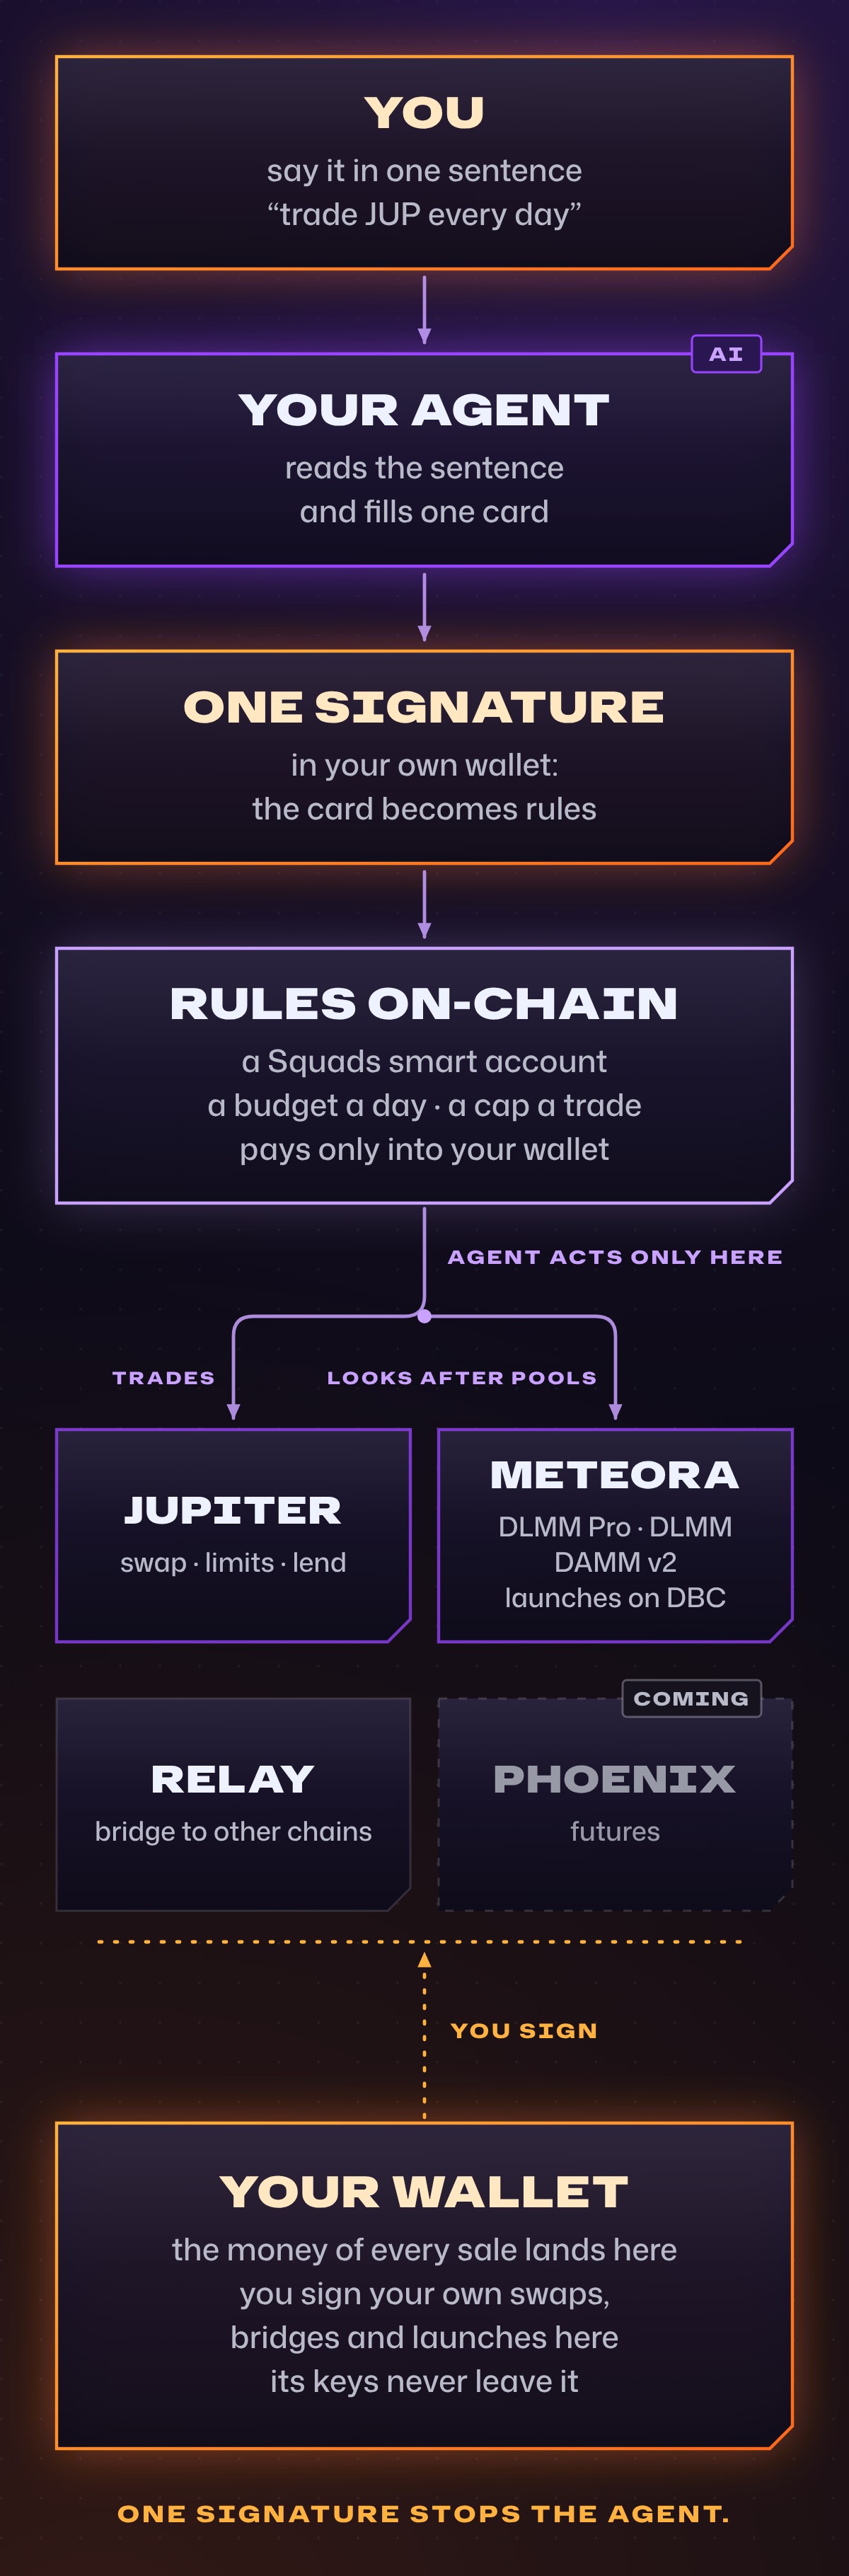 YOU
say it in one sentence
“trade JUP every day”
AI
YOUR AGENT
reads the sentence
and fills one card
ONE SIGNATURE
in your own wallet:
the card becomes rules
RULES ON-CHAIN
a Squads smart account
a budget a day · a cap a trade
pays only into your wallet
AGENT ACTS ONLY HERE
TRADES
LOOKS AFTER POOLS
JUPITER
swap · limits · lend
METEORA
DLMM Pro · DLMM
DAMM v2
launches on DBC
RELAY
bridge to other chains
COMING
PHOENIX
futures
YOU SIGN
YOUR WALLET
the money of every sale lands here
you sign your own swaps,
bridges and launches here
its keys never leave it
ONE SIGNATURE STOPS THE AGENT.